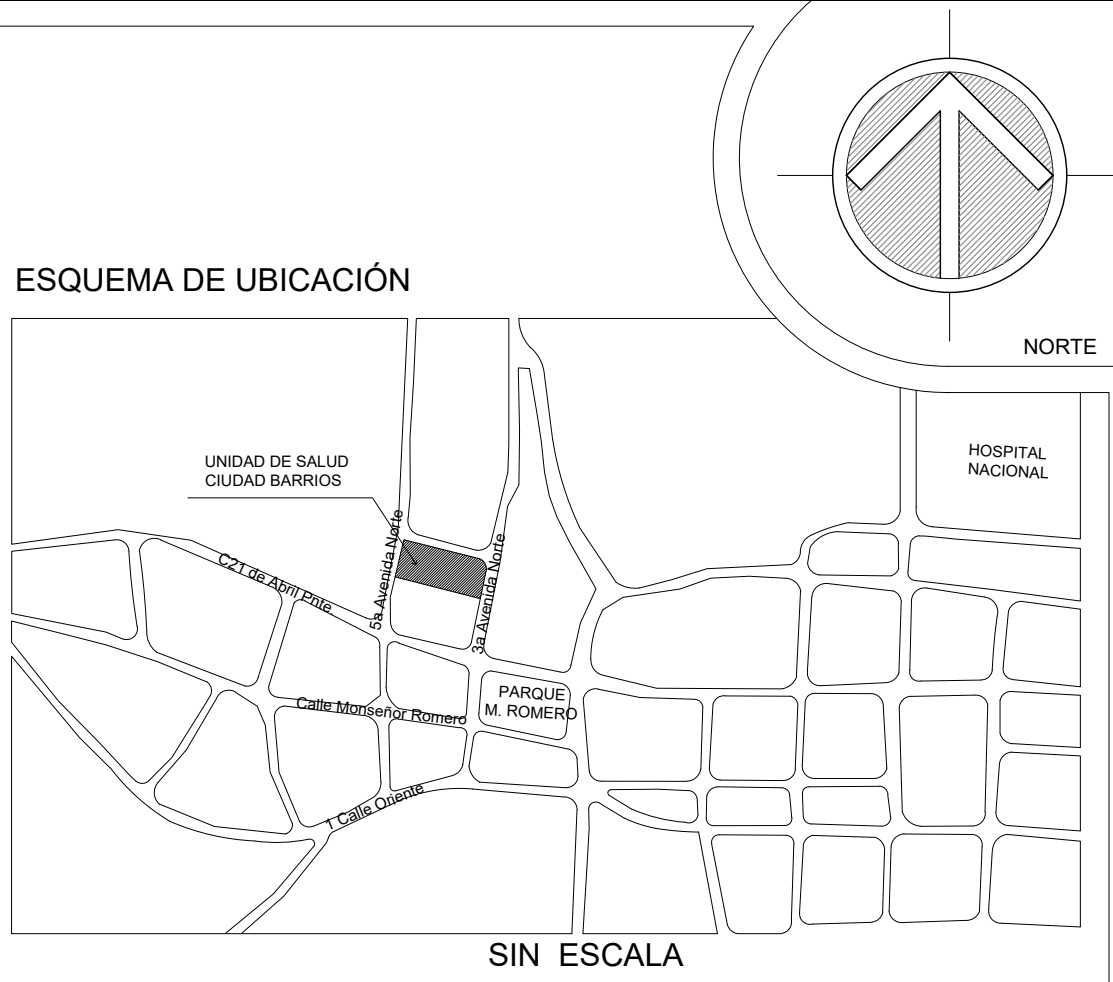 NORTE
ESQUEMA DE UBICACIÓN
HOSPITAL
NACIONAL
UNIDAD DE SALUD
CIUDAD BARRIOS
5a Avenida Norte
3a Avenida Norte
C21 de Abril Pnte.
PARQUE
M. ROMERO
Calle Monseñor Romero
1 Calle Oriente
SIN ESCALA